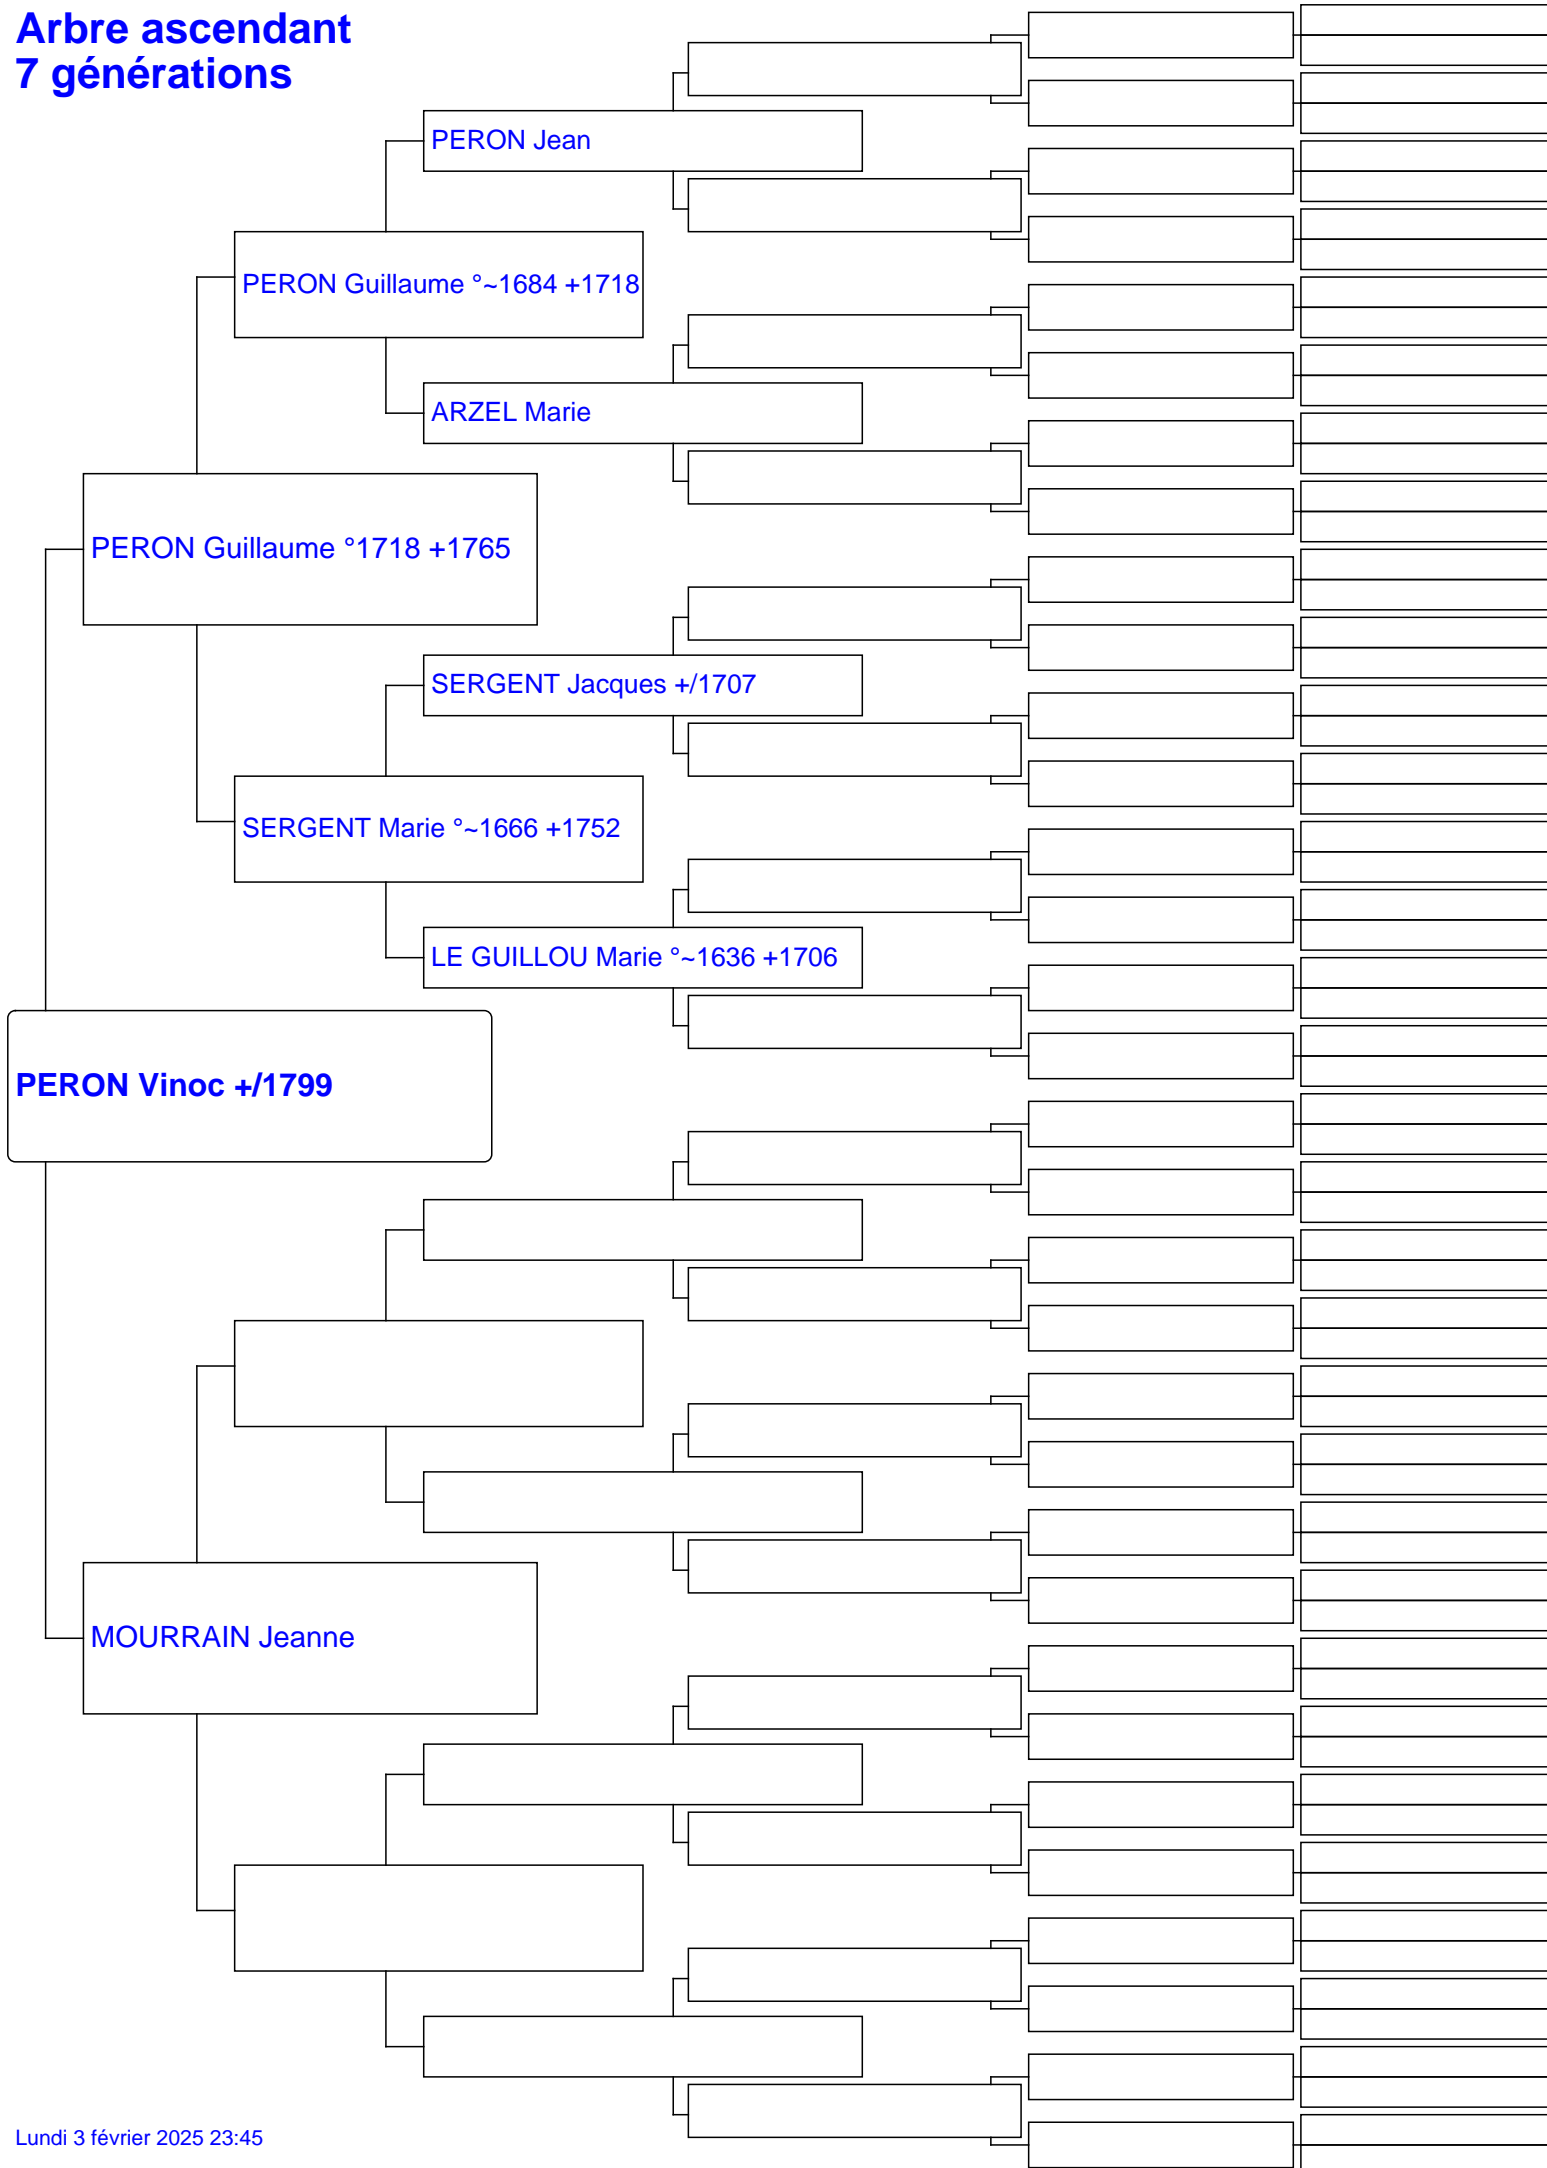 Arbre ascendant
7 générations
PERON Jean
PERON Guillaume °~1684 +1718
ARZEL Marie
PERON Guillaume °1718 +1765
SERGENT Jacques +/1707
SERGENT Marie °~1666 +1752
LE GUILLOU Marie °~1636 +1706
PERON Vinoc +/1799
MOURRAIN Jeanne
Lundi 3 février 2025 23:45